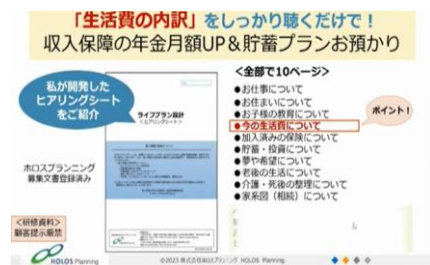 「生活費の内訳」をしっかり聴くだけで！
収入保障の年金月額UP＆貯蓄プランお預かり
私が開発した
ヒアリングシート
をご紹介
ライフプラン設計
<ヒアリングシート>
ホロスプランニング
募集文書登録済み
<研修資料>
顧客提示厳禁
HOLOS Planning
<全部で10ページ>
●お仕事について
●お住まいについて
●お子様の教育について
●今の生活費について
●加入済みの保険について
●貯蓄・投資について
●夢や希望について
●老後の生活について
●介護・死後の整理について
●家系図（相続）について
ポイント！
©2023 株式会社ホロスプランニング HOLOS Planning